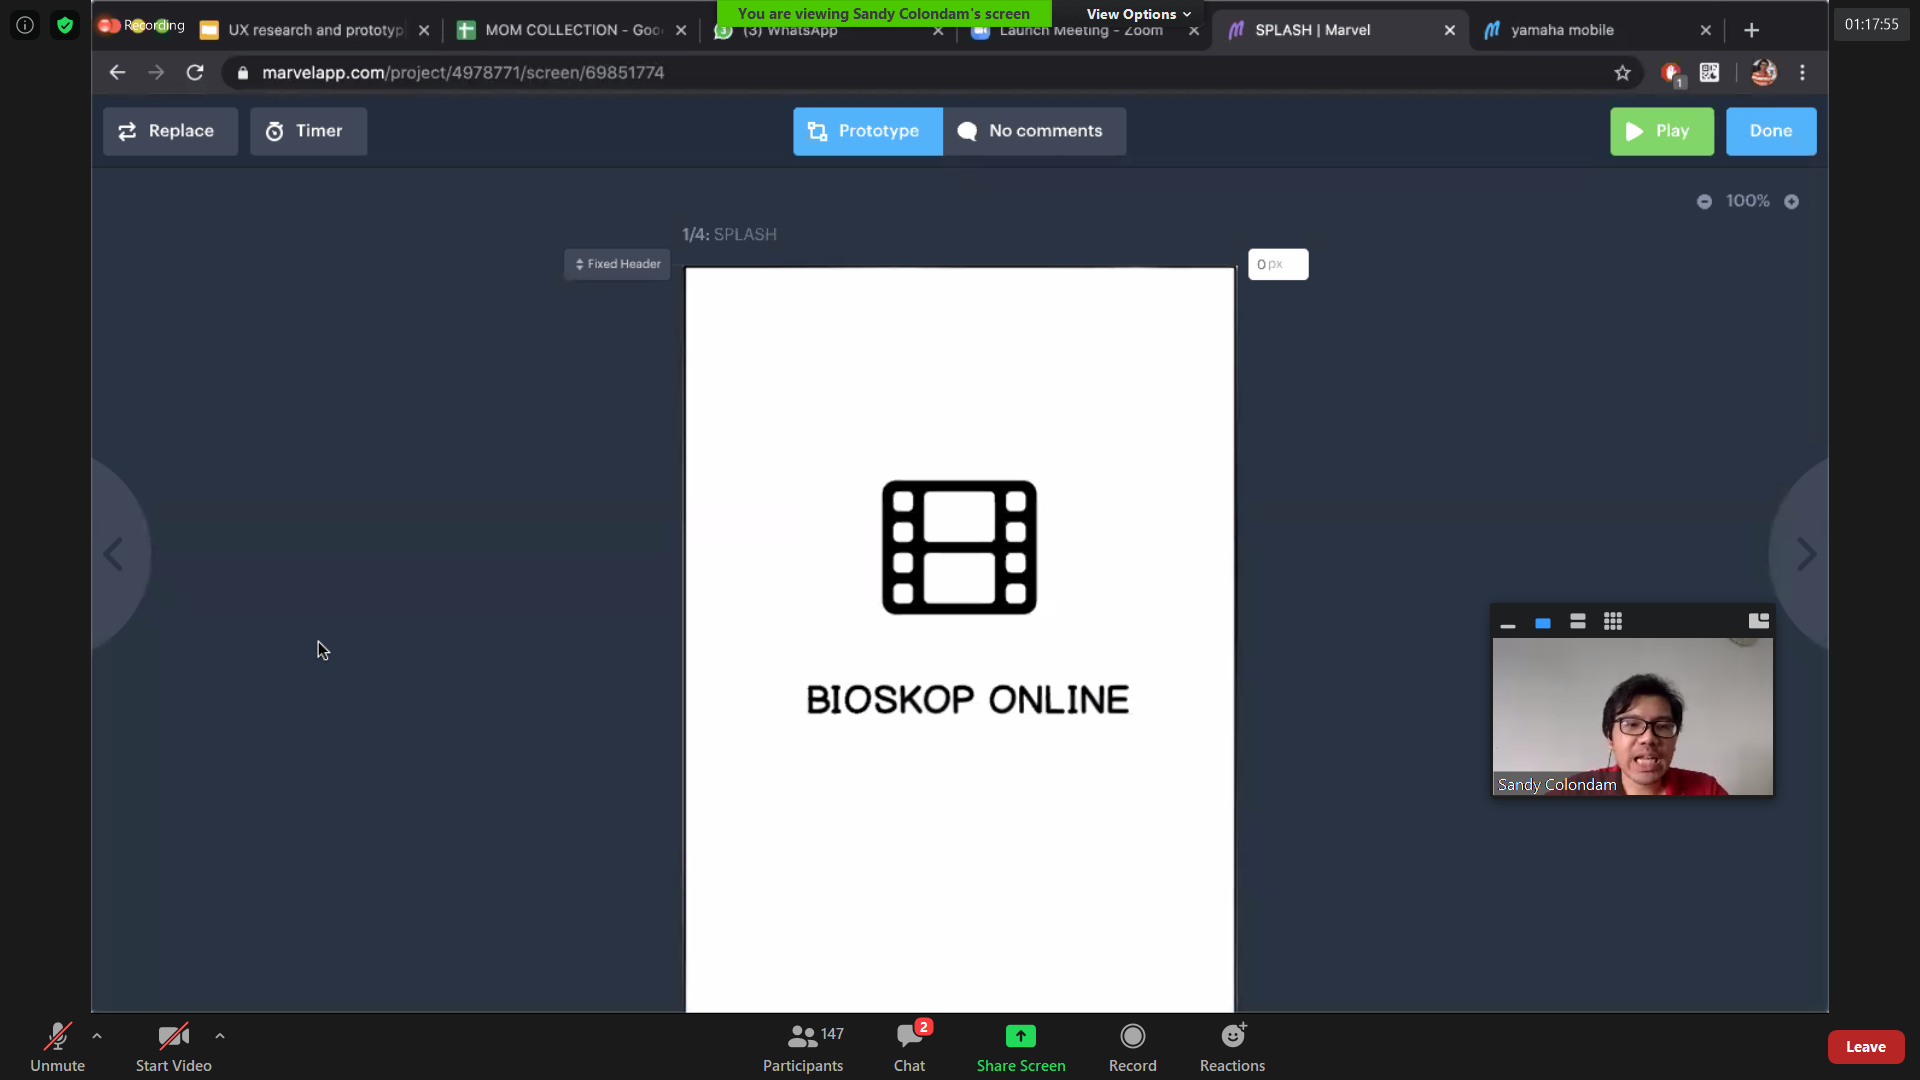 You are viewing Sandy Colondam's screen
View Options
01:17:55
Recording
UX research and prototyp
MOM COLLECTION - Goo
(3) WhatsApp
Launch Meeting - Zoom
SPLASH | Marvel
yamaha mobile
marvelapp.com/project/4978771/screen/69851774
1
Replace
Timer
Prototype
No comments
Play
Done
100%
1/4: SPLASH
Fixed Header
0 px
BIOSKOP ONLINE
Sandy Colondam
Unmute
Start Video
147
Participants
2
Chat
Share Screen
Record
Reactions
Leave